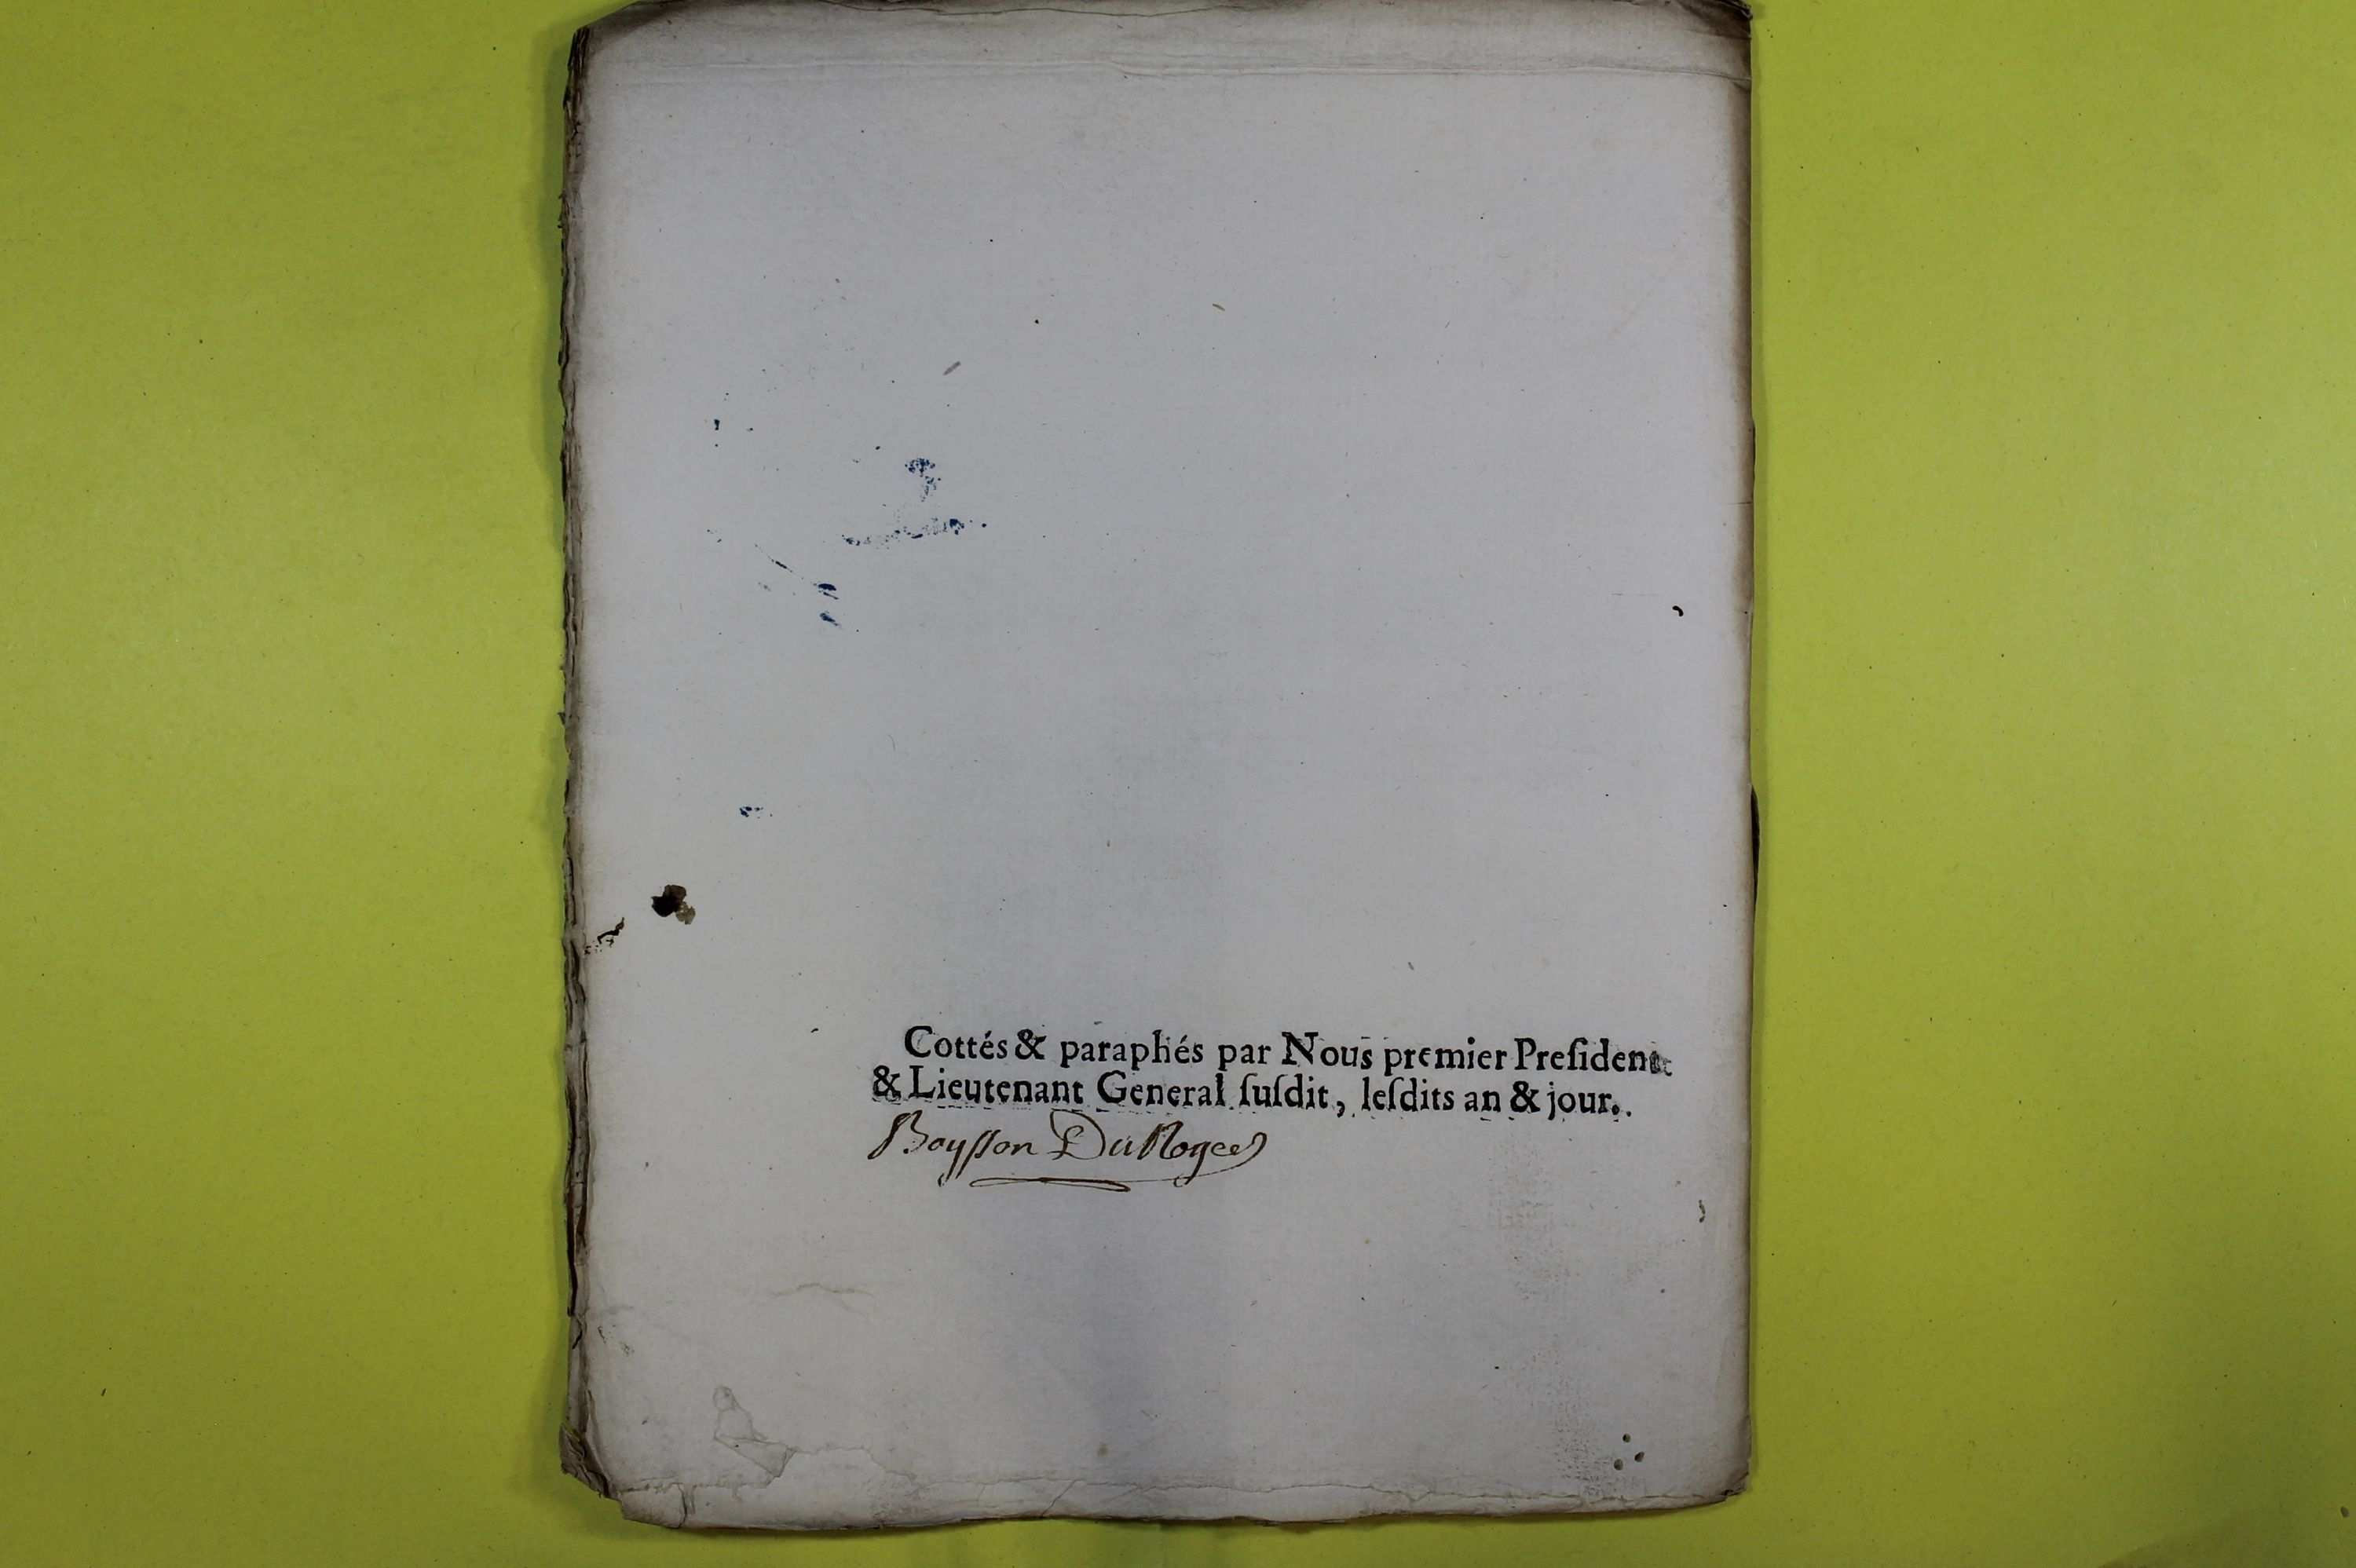 Cottés & paraphés par Nous premier Preſident
& Lieutenant General ſuſdit, leſdits an & jour.
Boysson Du Roger